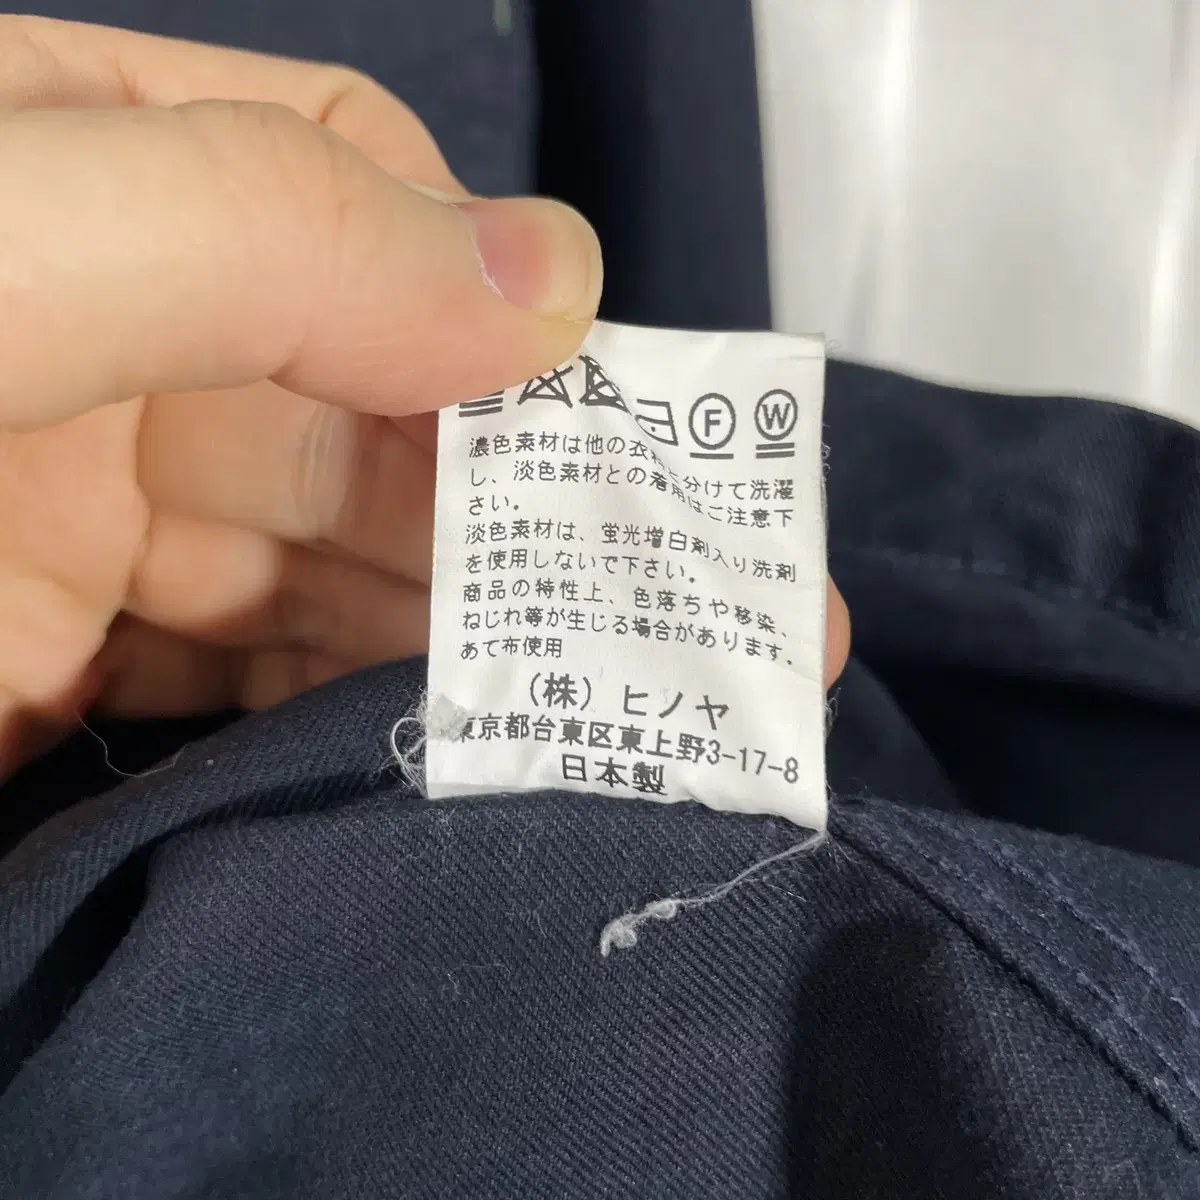 F W
濃色素材は他の衣料と分けて洗濯
し、淡色素材との着用はご注意下
さい。
淡色素材は、蛍光増白剤入り洗剤
を使用しないで下さい。
商品の特性上、色落ちや移染、
ねじれ等が生じる場合があります。
あて布使用
(株) ヒノヤ
東京都台東区東上野3-17-8
日本製